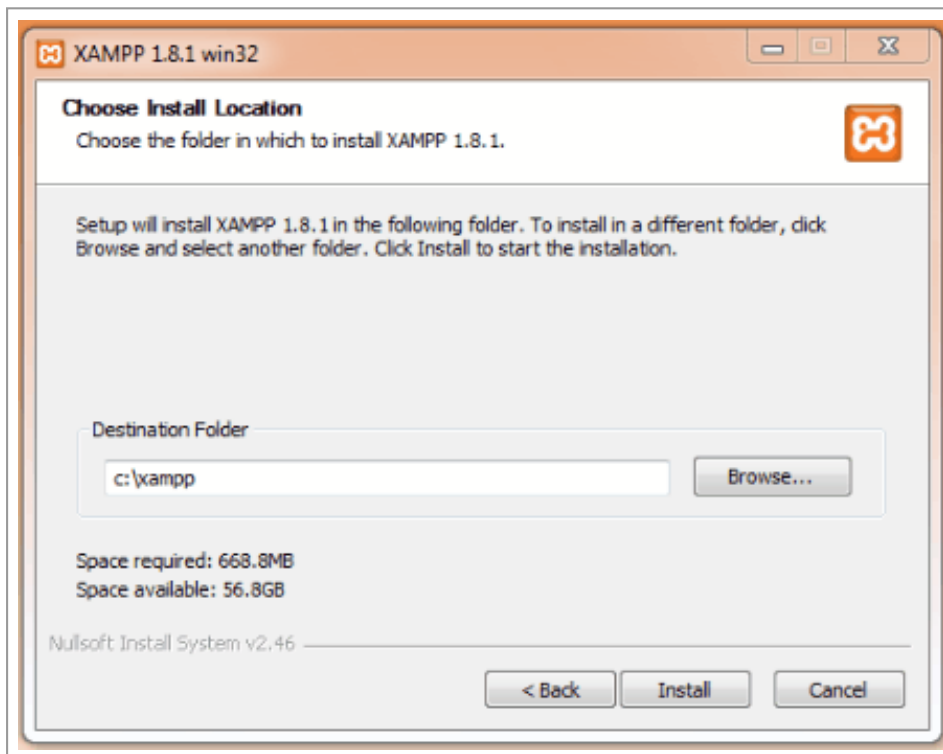 XAMPP 1.8.1 win32
Choose Install Location
Choose the folder in which to install XAMPP 1.8.1.
Setup will install XAMPP 1.8.1 in the following folder. To install in a different folder, click
Browse and select another folder. Click Install to start the installation.
Destination Folder
c:\xampp
Browse...
Space required: 668.8MB
Space available: 56.8GB
Nullsoft Install System v2.46
< Back Install Cancel